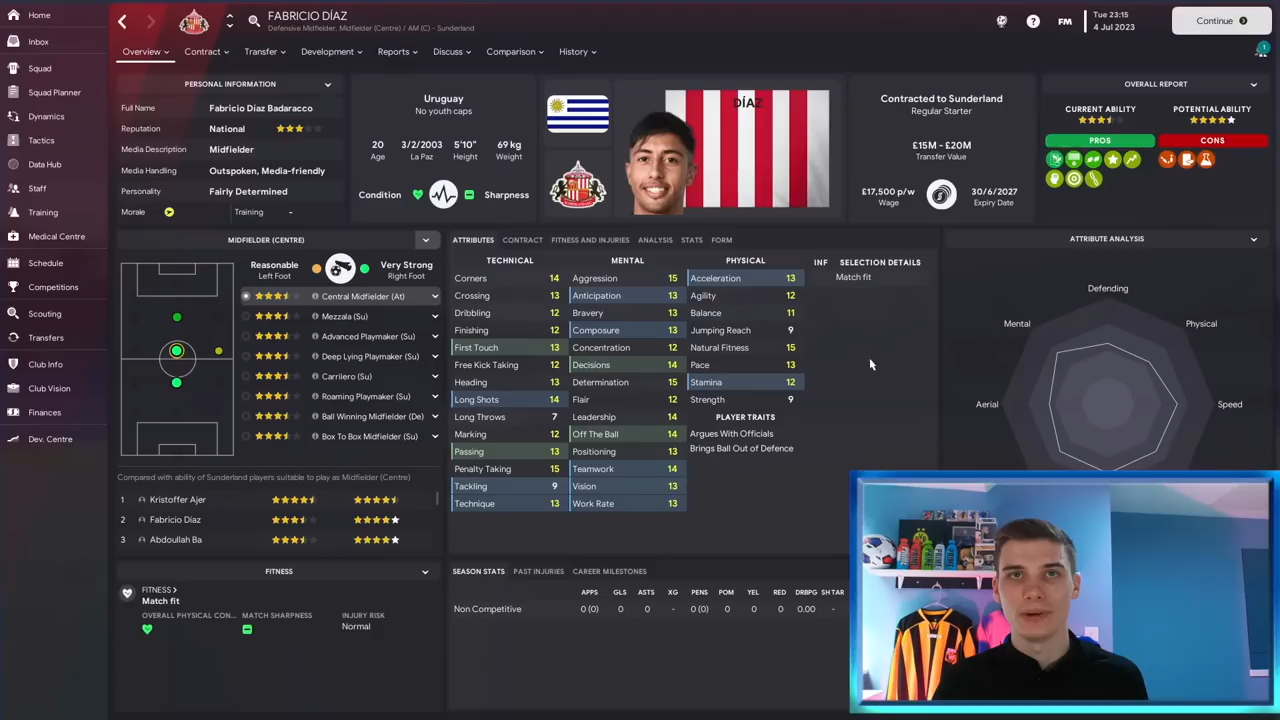 Home
Inbox
Squad
Squad Planner
Dynamics
Tactics
Data Hub
Staff
Training
Medical Centre
Schedule
Competitions
Scouting
Transfers
Club Info
Club Vision
Finances
Dev. Centre
FABRICIO DÍAZ
Defensive Midfielder, Midfielder (Centre) / AM (C) - Sunderland
FM
Tue 23:15
4 Jul 2023
Continue
1
Overview Contract Transfer Development Reports Discuss Comparison History
PERSONAL INFORMATION
Full Name Fabricio Díaz Badaracco
Reputation National
Media Description Midfielder
Media Handling Outspoken, Media-friendly
Personality Fairly Determined
Morale Training -
Uruguay
No youth caps
20 3/2/2003 5'10" 69 kg
Age La Paz Height Weight
Condition Sharpness
DÍAZ
Contracted to Sunderland
Regular Starter
£15M - £20M
Transfer Value
£17,500 p/w 30/6/2027
Wage Expiry Date
OVERALL REPORT
CURRENT ABILITY POTENTIAL ABILITY
PROS CONS
MIDFIELDER (CENTRE)
Reasonable Very Strong
Left Foot Right Foot
Central Midfielder (At)
Mezzala (Su)
Advanced Playmaker (Su)
Deep Lying Playmaker (Su)
Carrilero (Su)
Roaming Playmaker (Su)
Ball Winning Midfielder (De)
Box To Box Midfielder (Su)
Compared with ability of Sunderland players suitable to play as Midfielder (Centre)
1 Kristoffer Ajer
2 Fabricio Díaz
3 Abdoullah Ba
FITNESS
FITNESS >
Match fit
OVERALL PHYSICAL CON... MATCH SHARPNESS INJURY RISK
Normal
ATTRIBUTES CONTRACT FITNESS AND INJURIES ANALYSIS STATS FORM
TECHNICAL MENTAL PHYSICAL
Corners 14 Aggression 15 Acceleration 13
Crossing 13 Anticipation 13 Agility 12
Dribbling 12 Bravery 13 Balance 11
Finishing 12 Composure 13 Jumping Reach 9
First Touch 13 Concentration 12 Natural Fitness 15
Free Kick Taking 12 Decisions 14 Pace 13
Heading 13 Determination 15 Stamina 12
Long Shots 14 Flair 12 Strength 9
Long Throws 7 Leadership 14 PLAYER TRAITS
Marking 12 Off The Ball 14 Argues With Officials
Passing 13 Positioning 13 Brings Ball Out of Defence
Penalty Taking 15 Teamwork 14
Tackling 9 Vision 13
Technique 13 Work Rate 13
INF SELECTION DETAILS
Match fit
ATTRIBUTE ANALYSIS
Defending
Mental Physical
Aerial Speed
SEASON STATS PAST INJURIES CAREER MILESTONES
APPS GLS ASTS XG PENS POM YEL RED DRBPG SH TAR
Non Competitive 0 (0) 0 0 - 0 (0) 0 0 0 0.00 -